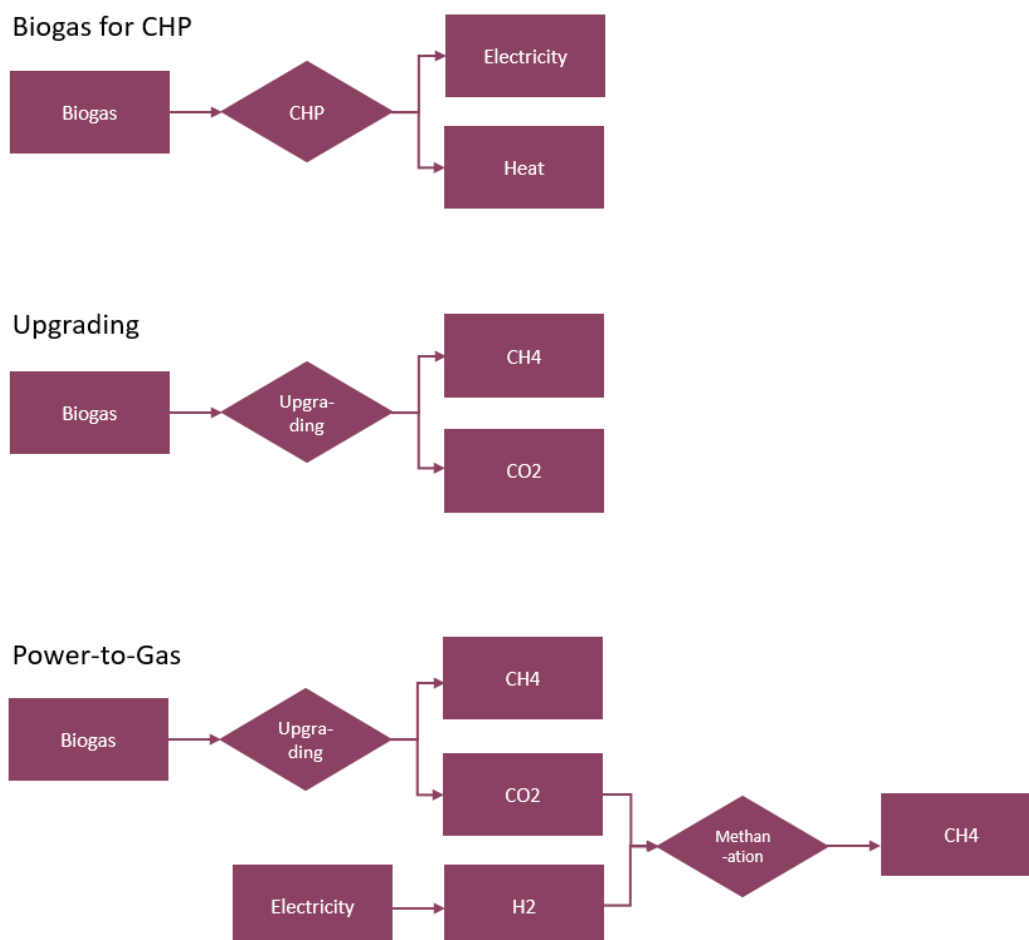 Biogas for CHP
Electricity
Biogas
CHP
Heat
Upgrading
CH4
Biogas
Upgra-
ding
CO2
Power-to-Gas
CH4
Biogas
Upgra-
ding
CO2
Methan
-ation
CH4
Electricity
H2